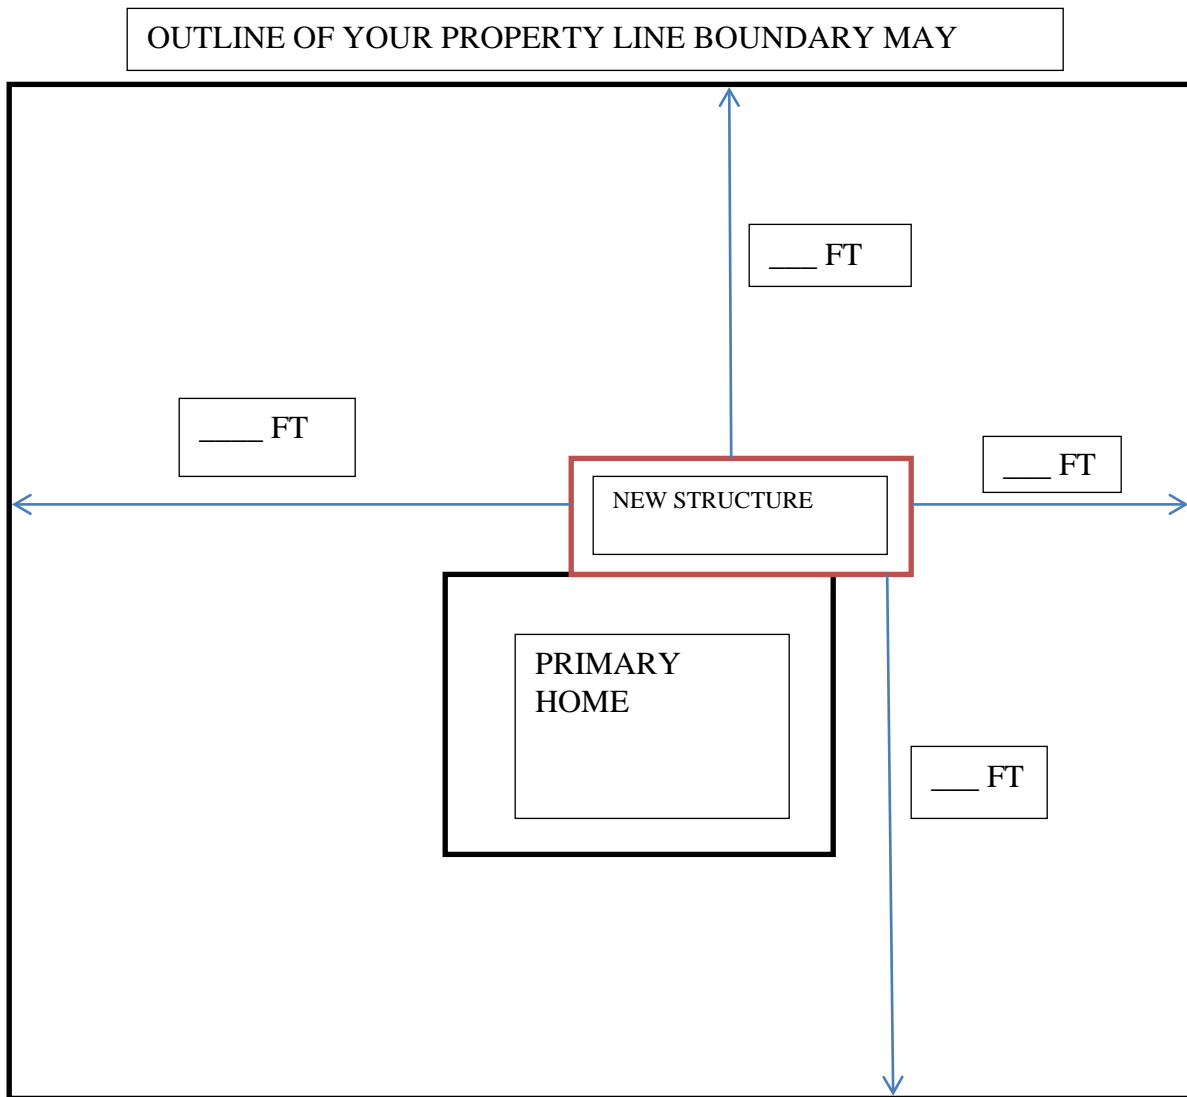 OUTLINE OF YOUR PROPERTY LINE BOUNDARY MAY
___ FT
____ FT
___ FT
NEW STRUCTURE
PRIMARY
HOME
___ FT